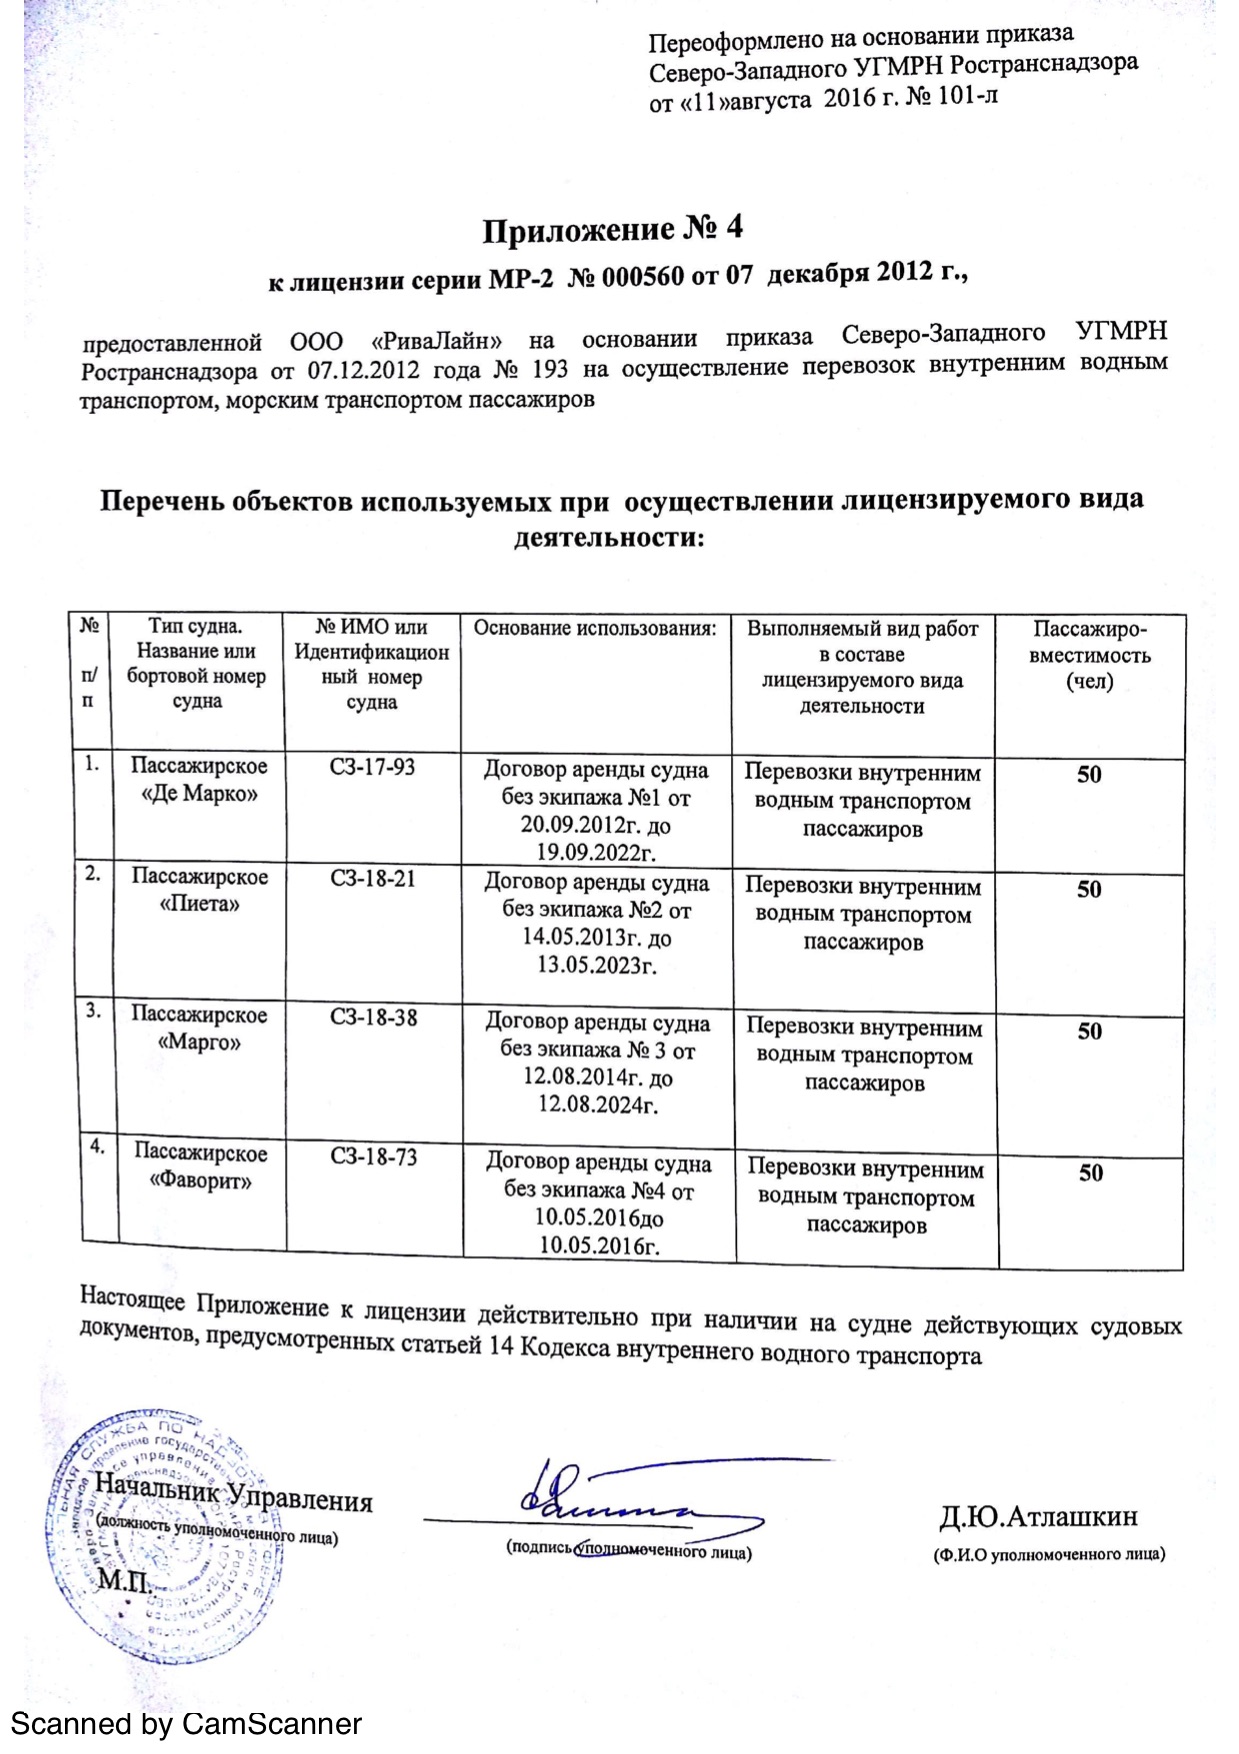 Переоформлено на основании приказа
Северо-Западного УГМРН Ространснадзора
от «11»августа 2016 г. № 101-л
Приложение № 4
к лицензии серии МР-2 № 000560 от 07 декабря 2012 г.,
предоставленной ООО «РиваЛайн» на основании приказа Северо-Западного УГМРН
Ространснадзора от 07.12.2012 года № 193 на осуществление перевозок внутренним водным
транспортом, морским транспортом пассажиров
Перечень объектов используемых при осуществлении лицензируемого вида
деятельности:
№
п/
п
Тип судна.
Название или
бортовой номер
судна
№ ИМО или
Идентификацион
ный номер
судна
Основание использования:
Выполняемый вид работ
в составе
лицензируемого вида
деятельности
Пассажиро-
вместимость
(чел)
1.
Пассажирское
«Де Марко»
СЗ-17-93
Договор аренды судна
без экипажа №1 от
20.09.2012г. до
19.09.2022г.
Перевозки внутренним
водным транспортом
пассажиров
50
2.
Пассажирское
«Пиета»
СЗ-18-21
Договор аренды судна
без экипажа №2 от
14.05.2013г. до
13.05.2023г.
Перевозки внутренним
водным транспортом
пассажиров
50
3.
Пассажирское
«Марго»
СЗ-18-38
Договор аренды судна
без экипажа № 3 от
12.08.2014г. до
12.08.2024г.
Перевозки внутренним
водным транспортом
пассажиров
50
4.
Пассажирское
«Фаворит»
СЗ-18-73
Договор аренды судна
без экипажа №4 от
10.05.2016до
10.05.2016г.
Перевозки внутренним
водным транспортом
пассажиров
50
Настоящее Приложение к лицензии действительно при наличии на судне действующих судовых
документов, предусмотренных статьей 14 Кодекса внутреннего водного транспорта
Начальник Управления
(должность уполномоченного лица)
М.П.
(подпись уполномоченного лица)
Д.Ю.Атлашкин
(Ф.И.О уполномоченного лица)
Scanned by CamScanner